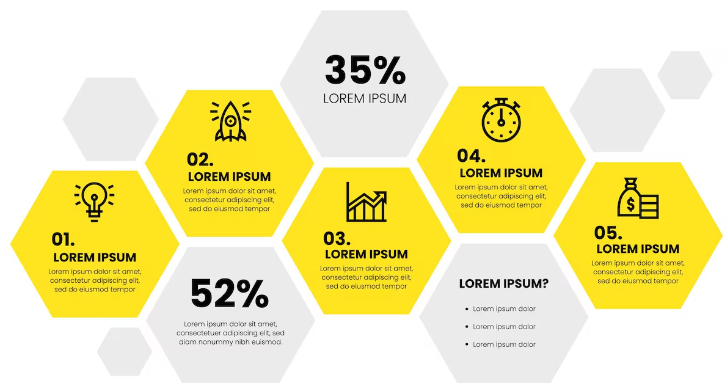 35%
LOREM IPSUM
01.
LOREM IPSUM
Lorem ipsum dolor sit amet,
consectetur adipiscing elit,
sed do eiusmod tempor
02.
LOREM IPSUM
Lorem ipsum dolor sit amet,
consectetur adipiscing elit,
sed do eiusmod tempor
03.
LOREM IPSUM
Lorem ipsum dolor sit amet,
consectetur adipiscing elit,
sed do eiusmod tempor
04.
LOREM IPSUM
Lorem ipsum dolor sit amet,
consectetur adipiscing elit,
sed do eiusmod tempor
$
05.
LOREM IPSUM
Lorem ipsum dolor sit amet,
consectetur adipiscing elit,
sed do eiusmod tempor
52%
Lorem ipsum dolor sit amet,
consectetuer adipiscing elit, sed
diam nonummy nibh euismod.
LOREM IPSUM?
• Lorem ipsum dolor
• Lorem ipsum dolor
• Lorem ipsum dolor